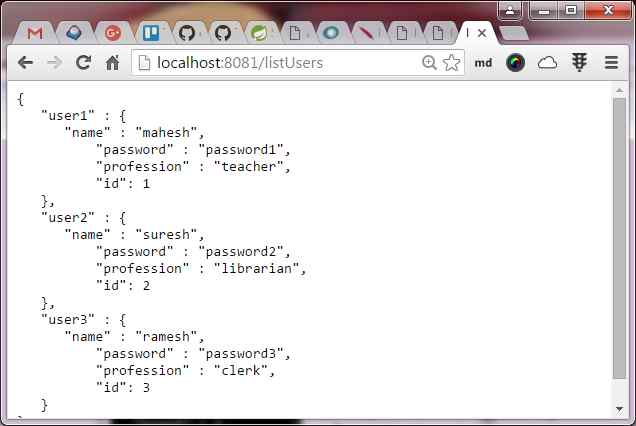 localhost:8081/listUsers
md
{
   "user1" : {
      "name" : "mahesh",
          "password" : "password1",
          "profession" : "teacher",
          "id": 1
   },
   "user2" : {
      "name" : "suresh",
          "password" : "password2",
          "profession" : "librarian",
          "id": 2
   },
   "user3" : {
      "name" : "ramesh",
          "password" : "password3",
          "profession" : "clerk",
          "id": 3
   }